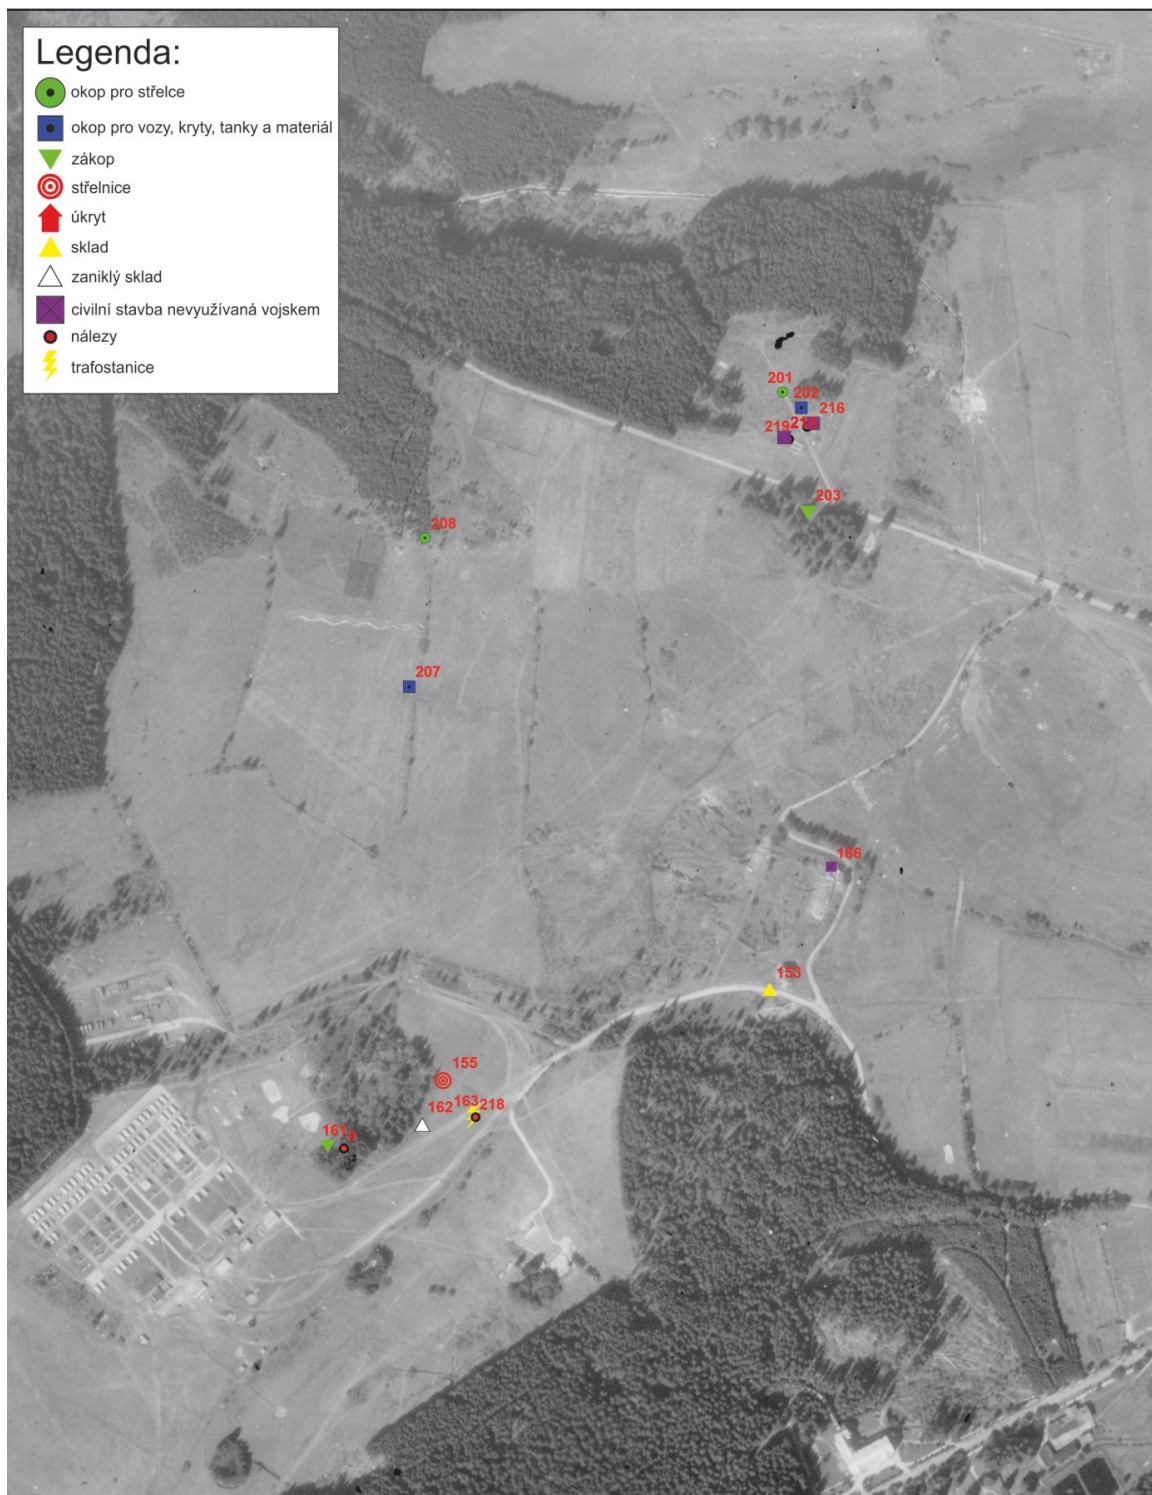 Legenda:
okop pro střelce
okop pro vozy, kryty, tanky a materiál
zákop
střelnice
úkryt
sklad
zaniklý sklad
civilní stavba nevyužívaná vojskem
nálezy
trafostanice
201
202
216
219
203
208
207
166
153
155
162
163
218
161